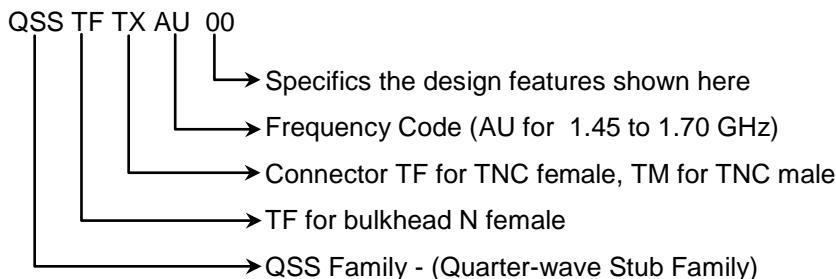 QSS TF TX AU 00
Specifics the design features shown here
Frequency Code (AU for 1.45 to 1.70 GHz)
Connector TF for TNC female, TM for TNC male
TF for bulkhead N female
QSS Family - (Quarter-wave Stub Family)